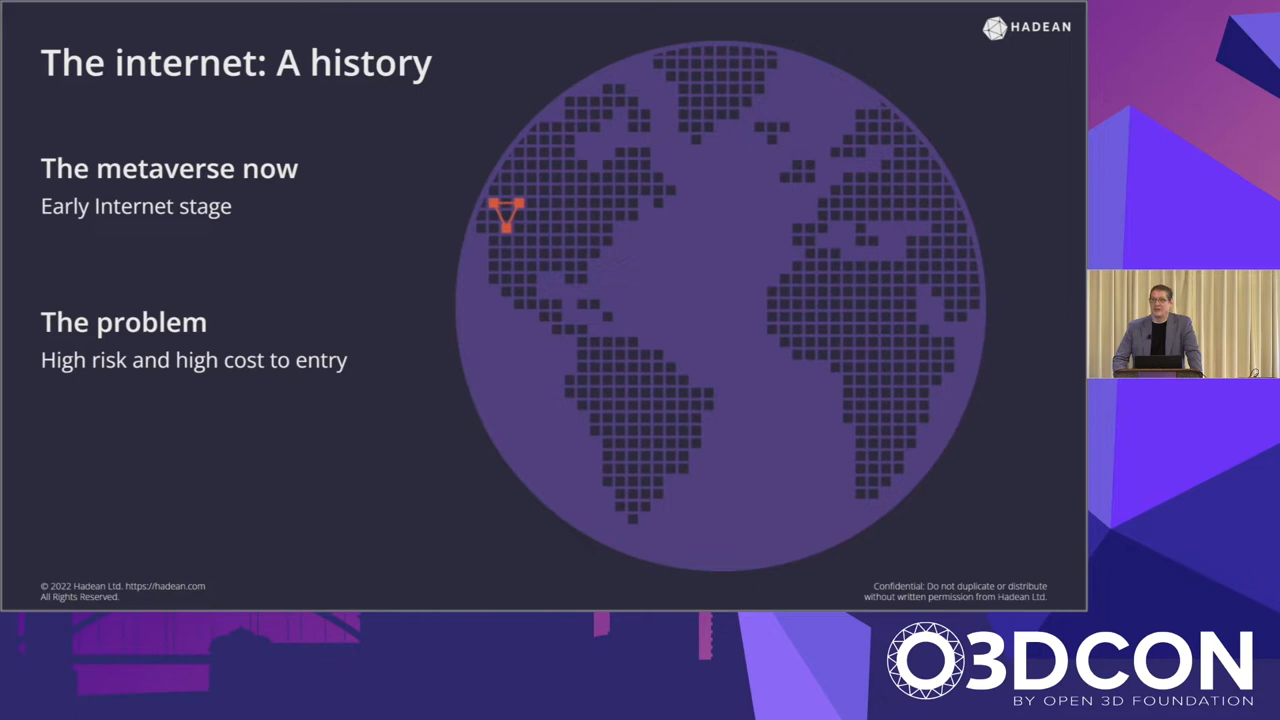 The internet: A history
HADEAN
The metaverse now
Early Internet stage
The problem
High risk and high cost to entry
© 2022 Hadean Ltd. https://hadean.com
All Rights Reserved.
Confidential: Do not duplicate or distribute
without written permission from Hadean Ltd.
O3DCON
BY OPEN 3D FOUNDATION